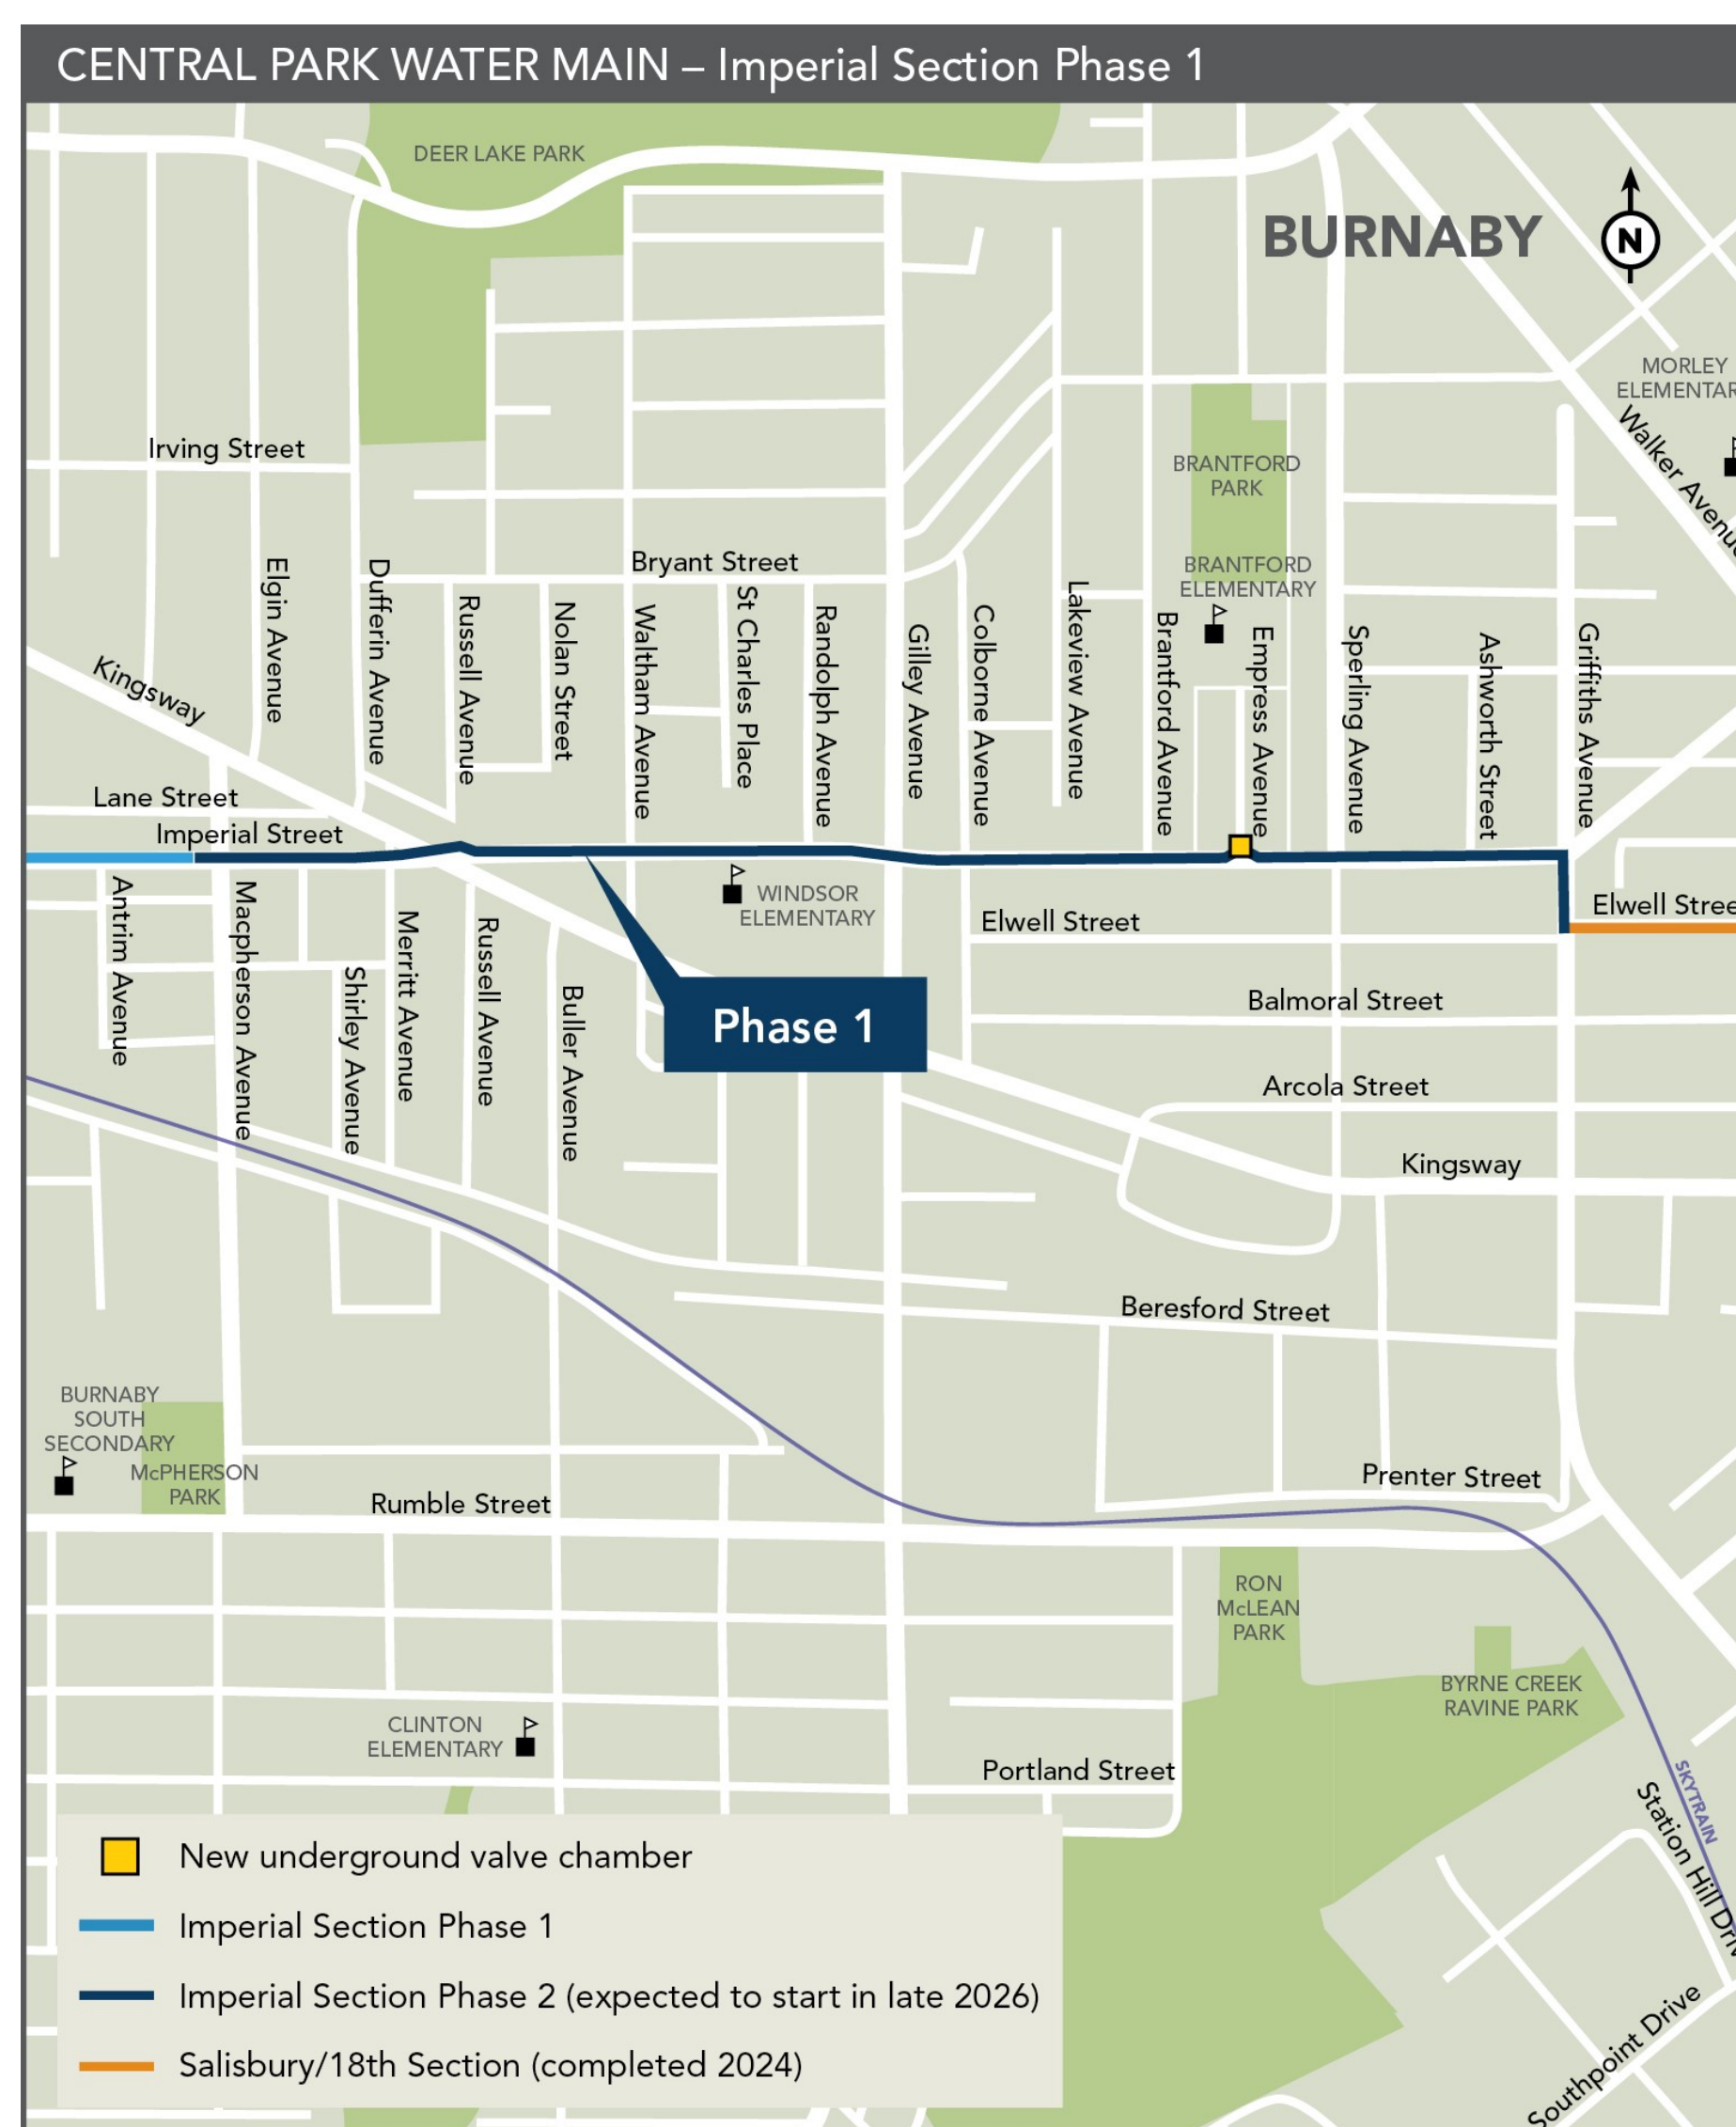 CENTRAL PARK WATER MAIN – Imperial Section Phase 1
DEER LAKE PARK
BURNABY
N
MORLEY
Walker
Irving Street
BRANTFORD
PARK
Bryant Street
BRANTFORD
ELEMENTARY
Elgin Avenue
Dufferin Avenue
Russell Avenue
Nolan Street
Waltham Avenue
St Charles Place
Randolph Avenue
Gilley Avenue
Colborne Avenue
Lakeview Avenue
Brantford Avenue
Empress Avenue
Sperling Avenue
Ashworth Street
Griffiths Avenue
Kingsway
Lane Street
Imperial Street
WINDSOR
ELEMENTARY
Elwell Street
Elwell
Antrim Avenue
Macpherson Avenue
Shirley Avenue
Merritt Avenue
Russell Avenue
Buller Avenue
Phase 1
Balmoral Street
Arcola Street
Kingsway
Beresford Street
BURNABY
SOUTH
SECONDARY
McPHERSON
PARK
Prenter Street
Rumble Street
RON
McLEAN
PARK
BYRNE CREEK
RAVINE PARK
CLINTON
ELEMENTARY
Portland Street
SKYTRAIN
Station Hill
Southpoint Drive
New underground valve chamber
Imperial Section Phase 1
Imperial Section Phase 2 (expected to start in late 2026)
Salisbury/18th Section (completed 2024)